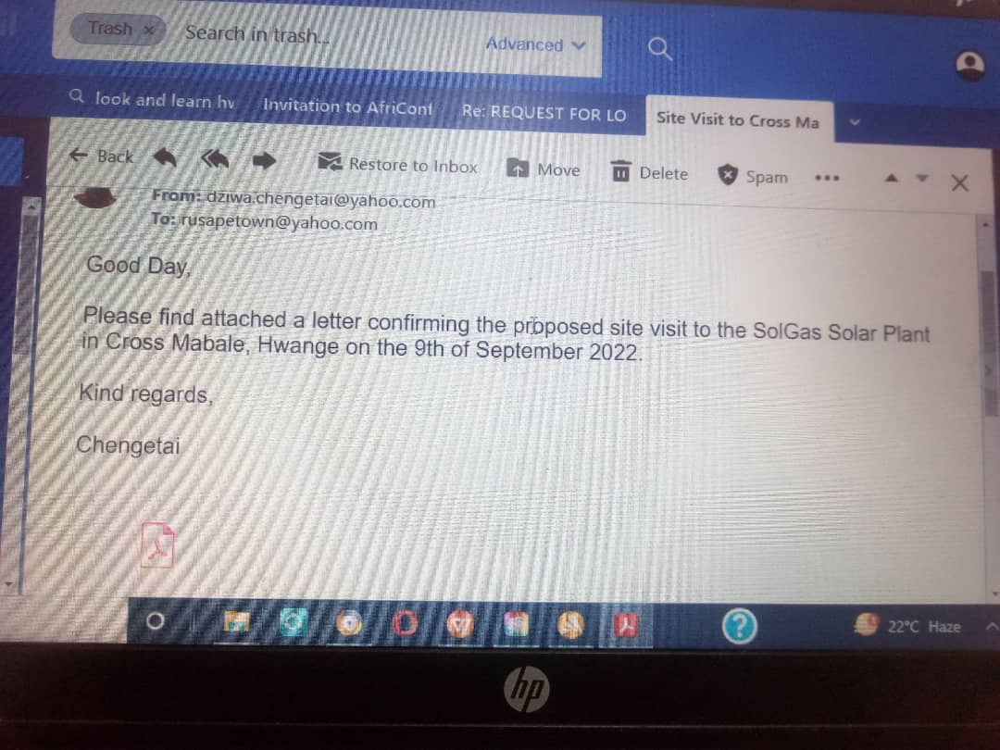 Trash × Search in trash... Advanced
look and learn hv Invitation to AfriConf Re: REQUEST FOR LO Site Visit to Cross Ma
Back Restore to Inbox Move Delete Spam
From: dziwa.chengetai@yahoo.com
To: rusapetown@yahoo.com
Good Day,
Please find attached a letter confirming the proposed site visit to the SolGas Solar Plant
in Cross Mabale, Hwange on the 9th of September 2022.
Kind regards,
Chengetai
22°C Haze
hp